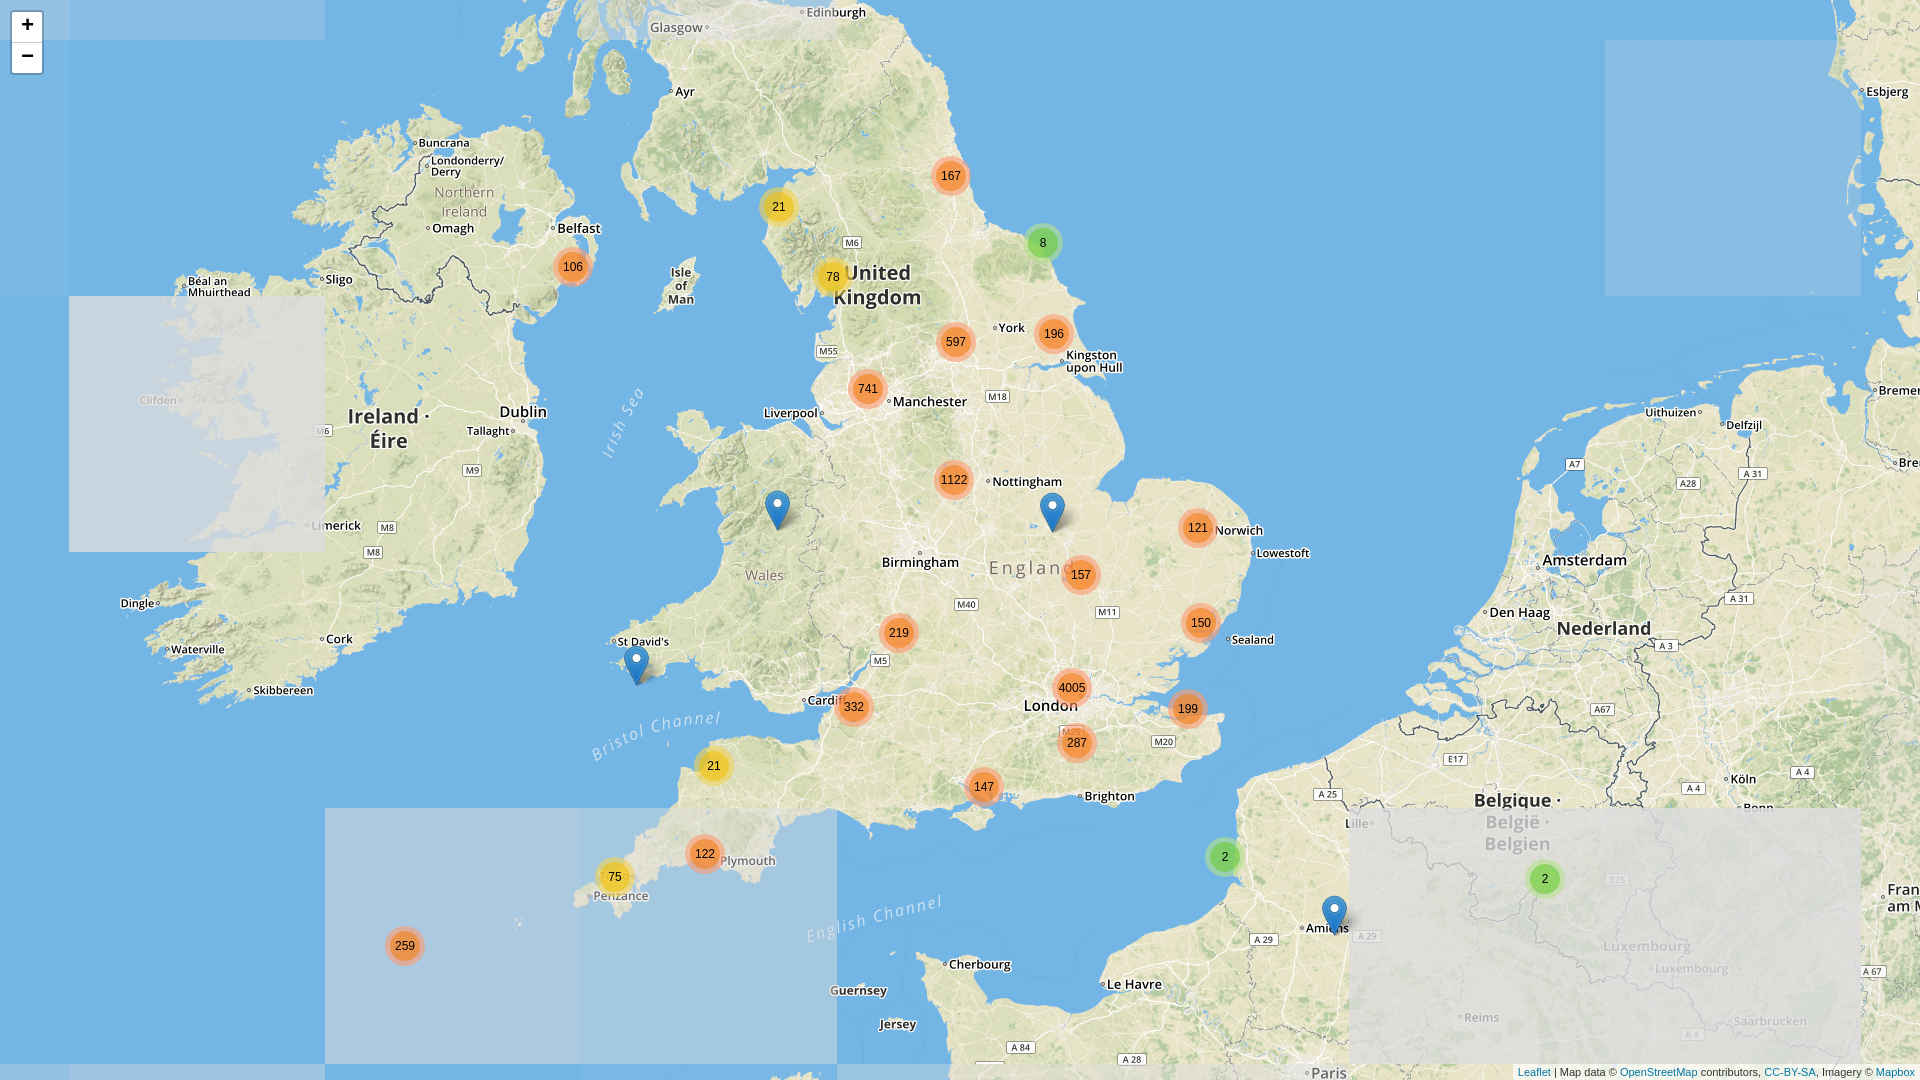 +
−
Glasgow
Edinburgh
Ayr
Esbjerg
Buncrana
Londonderry/
Derry
Northern
Ireland
Omagh
Belfast
106
167
21
8
M6
78
United
Kingdom
Isle
of
Man
Béal an
Mhuirthead
Sligo
York
196
597
Kingston
upon Hull
M55
741
Manchester
M18
Liverpool
Clifden
M6
Ireland ·
Éire
Dublin
Tallaght
M9
Irish Sea
Uithuizen
Delfzijl
Breme
Bre
A7
A 31
A28
1122
Nottingham
Limerick
M8
M8
121
Norwich
Lowestoft
Birmingham
England
157
Wales
Amsterdam
Dingle
M40
M11
A 31
Den Haag
Nederland
219
150
Sealand
Cork
Waterville
St David's
M5
A 3
Skibbereen
4005
London
Cardiff
332
199
A67
M25
287
M20
Bristol Channel
21
E17
147
Brighton
Köln
A 4
A 4
A 25
Belgique ·
België ·
Belgien
Bonn
Lille
122
Plymouth
75
Penzance
2
2
E25
Fran
am M
English Channel
259
Amiens
A 29
A 29
Luxembourg
Luxembourg
Cherbourg
A 67
Le Havre
Guernsey
Jersey
Reims
Saarbrücken
A 4
A 84
A 28
Paris
Leaflet | Map data © OpenStreetMap contributors, CC-BY-SA, Imagery © Mapbox